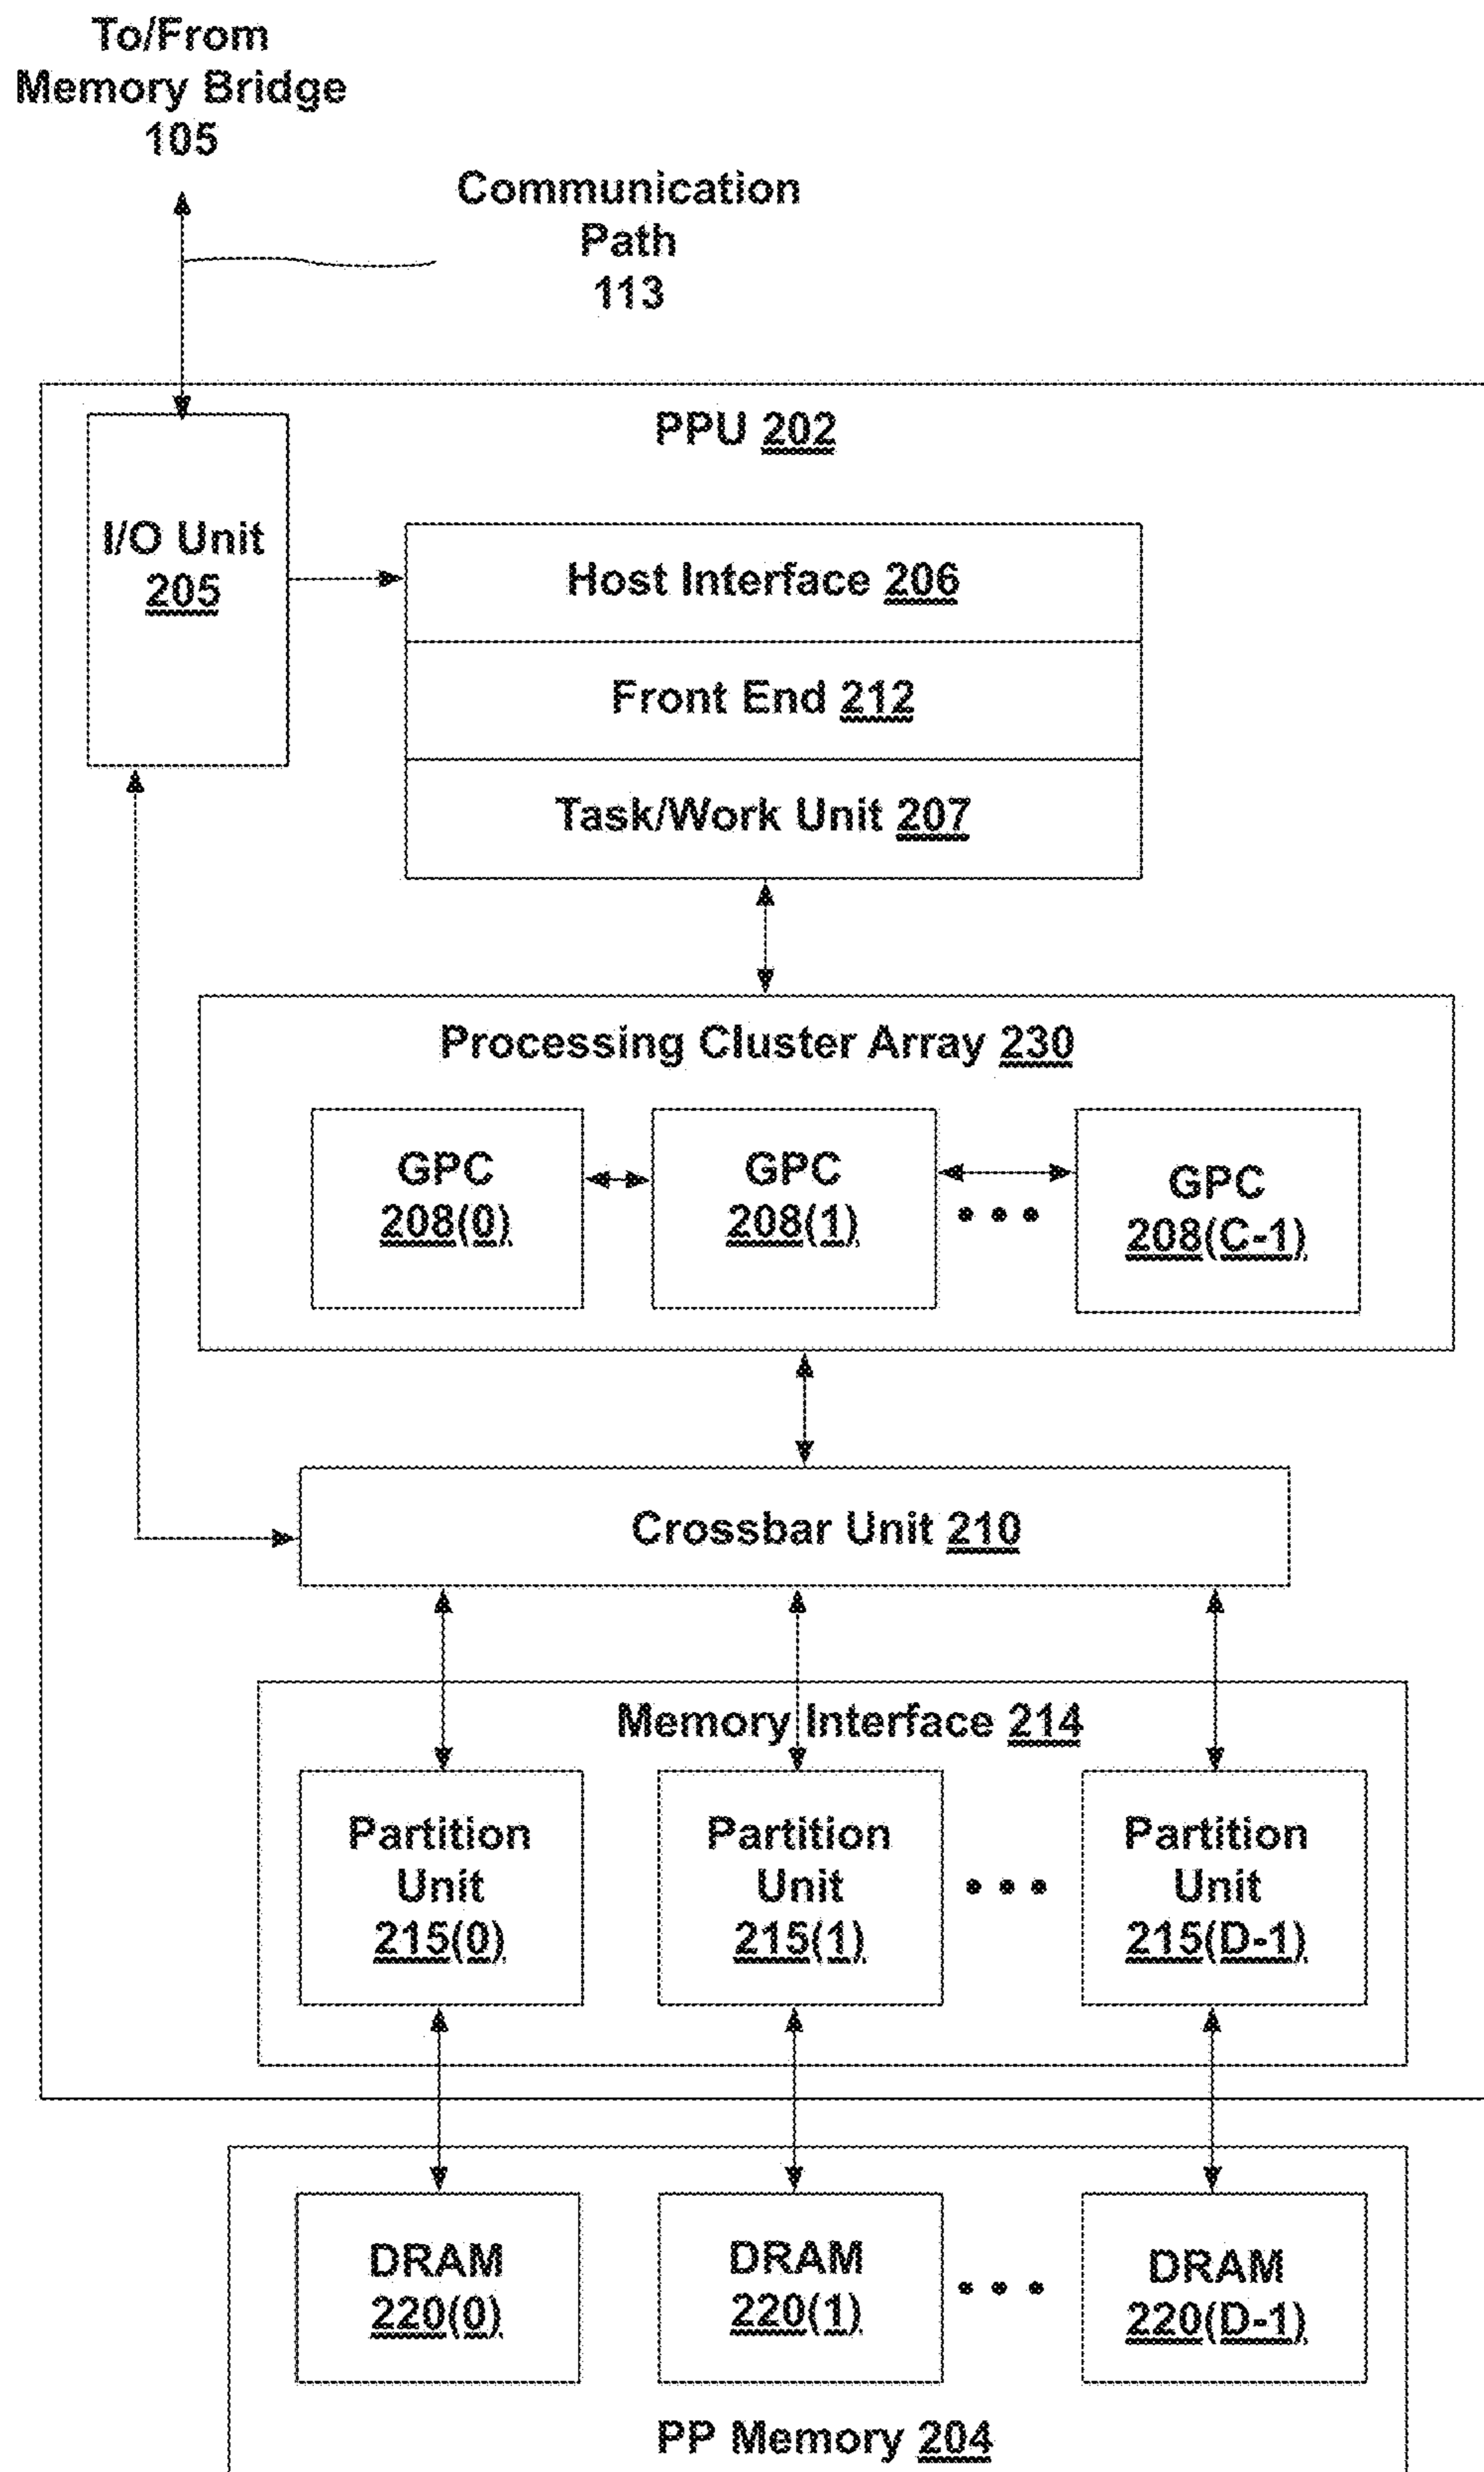 To/From
Memory Bridge
105
Communication
Path
113
PPU 202
I/O Unit
205
Host Interface 206
Front End 212
Task/Work Unit 207
Processing Cluster Array 230
GPC
208(0)
GPC
208(1)
• • •
GPC
208(C-1)
Crossbar Unit 210
Memory Interface 214
Partition
Unit
215(0)
Partition
Unit
215(1)
• • •
Partition
Unit
215(D-1)
DRAM
220(0)
DRAM
220(1)
• • •
DRAM
220(D-1)
PP Memory 204